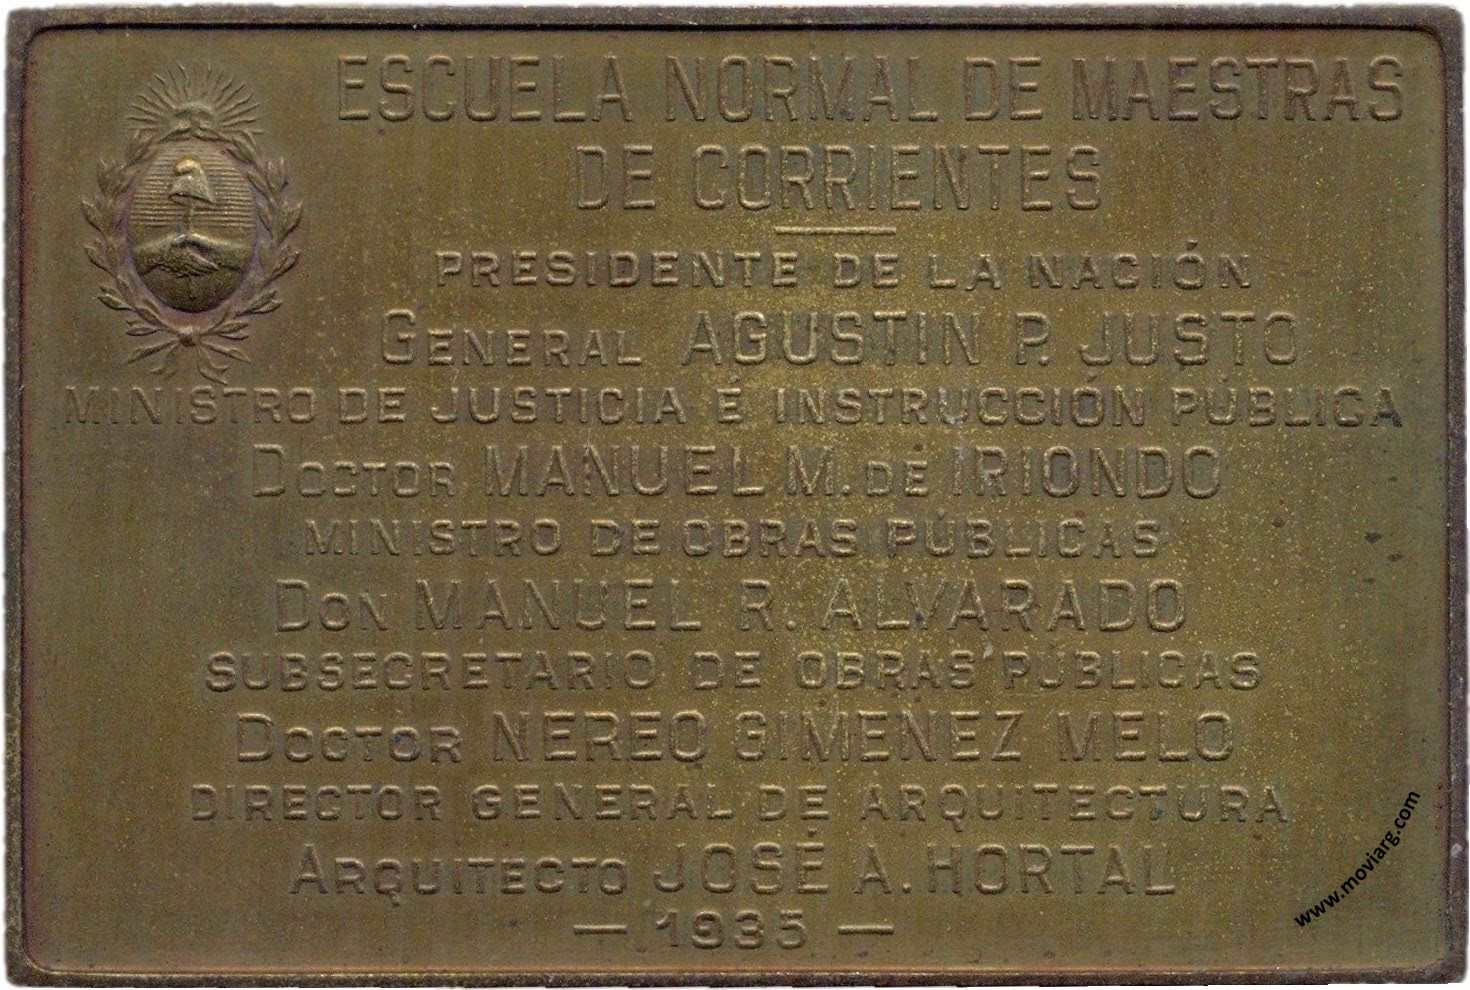 ESCUELA NORMAL DE MAESTRAS
DE CORRIENTES
PRESIDENTE DE LA NACIÓN
GENERAL AGUSTIN P. JUSTO
MINISTRO DE JUSTICIA É INSTRUCCIÓN PÚBLICA
DOCTOR MANUEL M. DE IRIONDO
MINISTRO DE OBRAS PÚBLICAS
DON MANUEL R. ALVARADO
SUBSECRETARIO DE OBRAS PÚBLICAS
DOCTOR NEREO GIMENEZ MELO
DIRECTOR GENERAL DE ARQUITECTURA
ARQUITECTO JOSÉ A. HORTAL
— 1935 —
www.moviarg.com